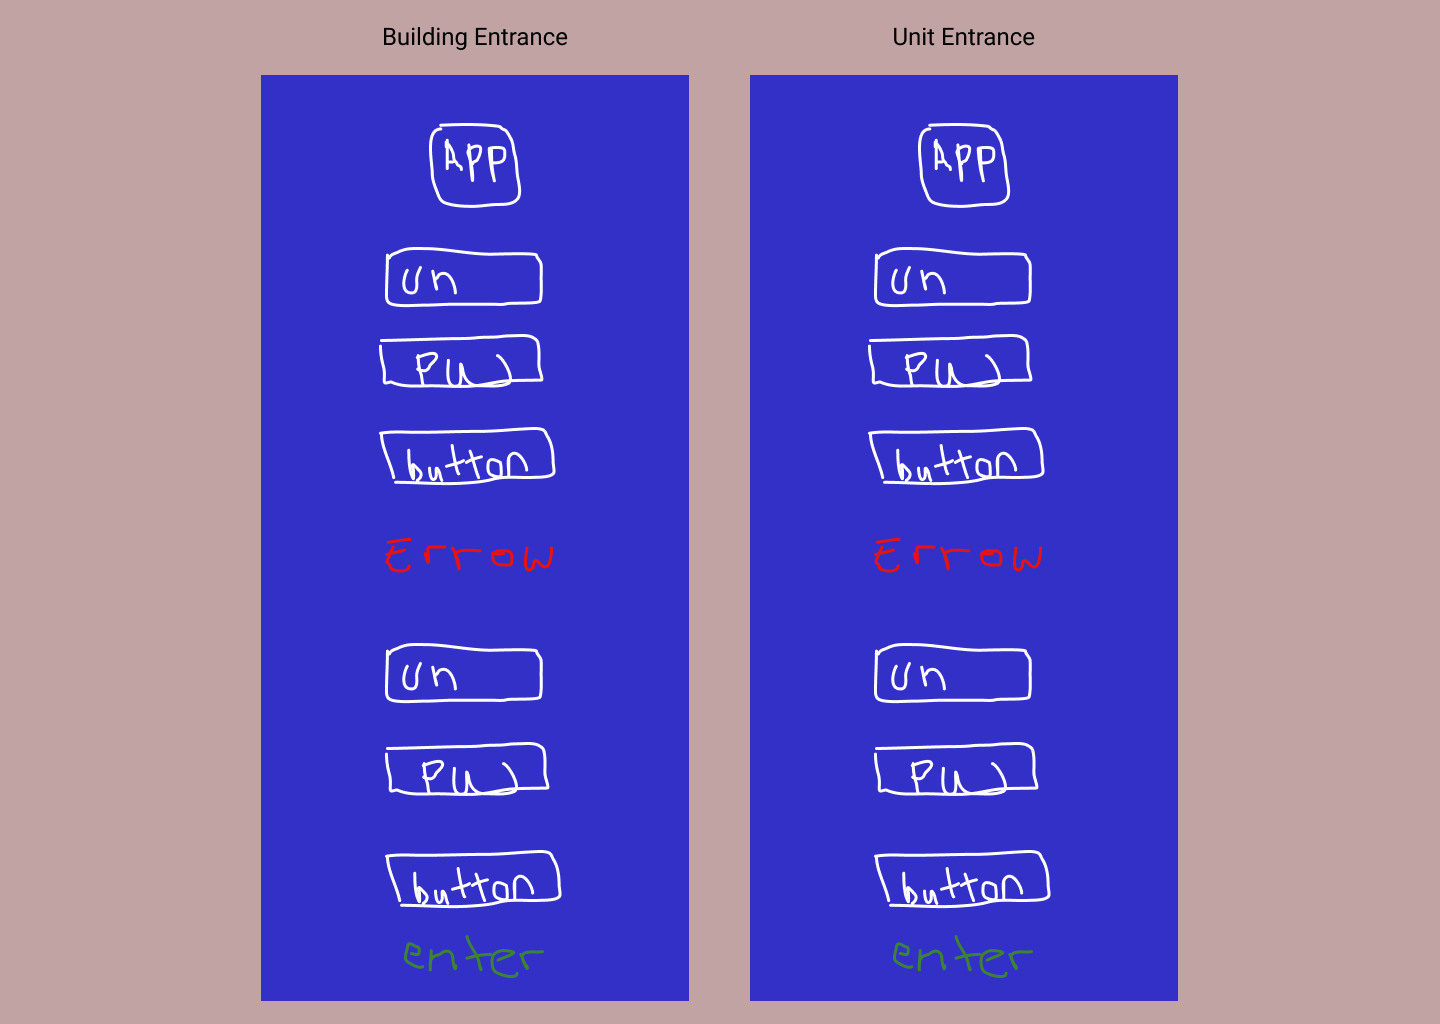 Building Entrance
APP
Un
PW
button
Error
Un
PW
button
enter
Unit Entrance
APP
Un
PW
button
Error
Un
PW
button
enter